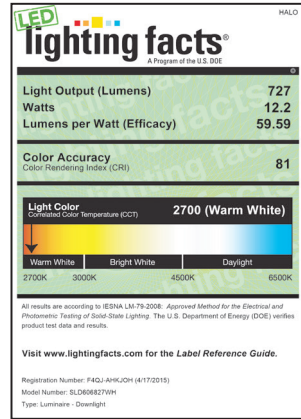 HALO
LED
lighting facts®
A Program of the U.S. DOE
Light Output (Lumens) 727
Watts 12.2
Lumens per Watt (Efficacy) 59.59
Color Accuracy 81
Color Rendering Index (CRI)
Light Color 2700 (Warm White)
Correlated Color Temperature (CCT)
Warm White Bright White Daylight
2700K 3000K 4500K 6500K
All results are according to IESNA LM-79-2008: Approved Method for the Electrical and
Photometric Testing of Solid-State Lighting. The U.S. Department of Energy (DOE) verifies
product test data and results.
Visit www.lightingfacts.com for the Label Reference Guide.
Registration Number: F4QJ-AHKJOH (4/17/2015)
Model Number: SLD606827WH
Type: Luminaire - Downlight